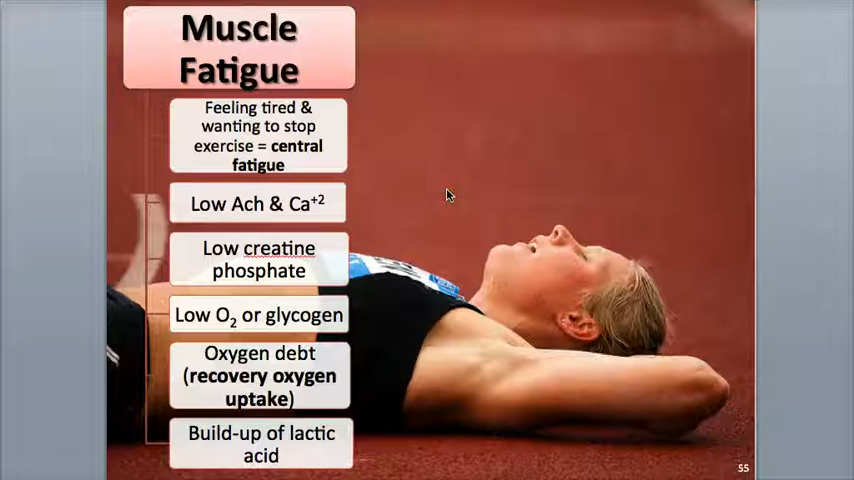 Muscle
Fatigue
Feeling tired &
wanting to stop
exercise = central
fatigue
Low Ach & Ca⁺²
Low creatine
phosphate
Low O₂ or glycogen
Oxygen debt
(recovery oxygen
uptake)
Build-up of lactic
acid
55